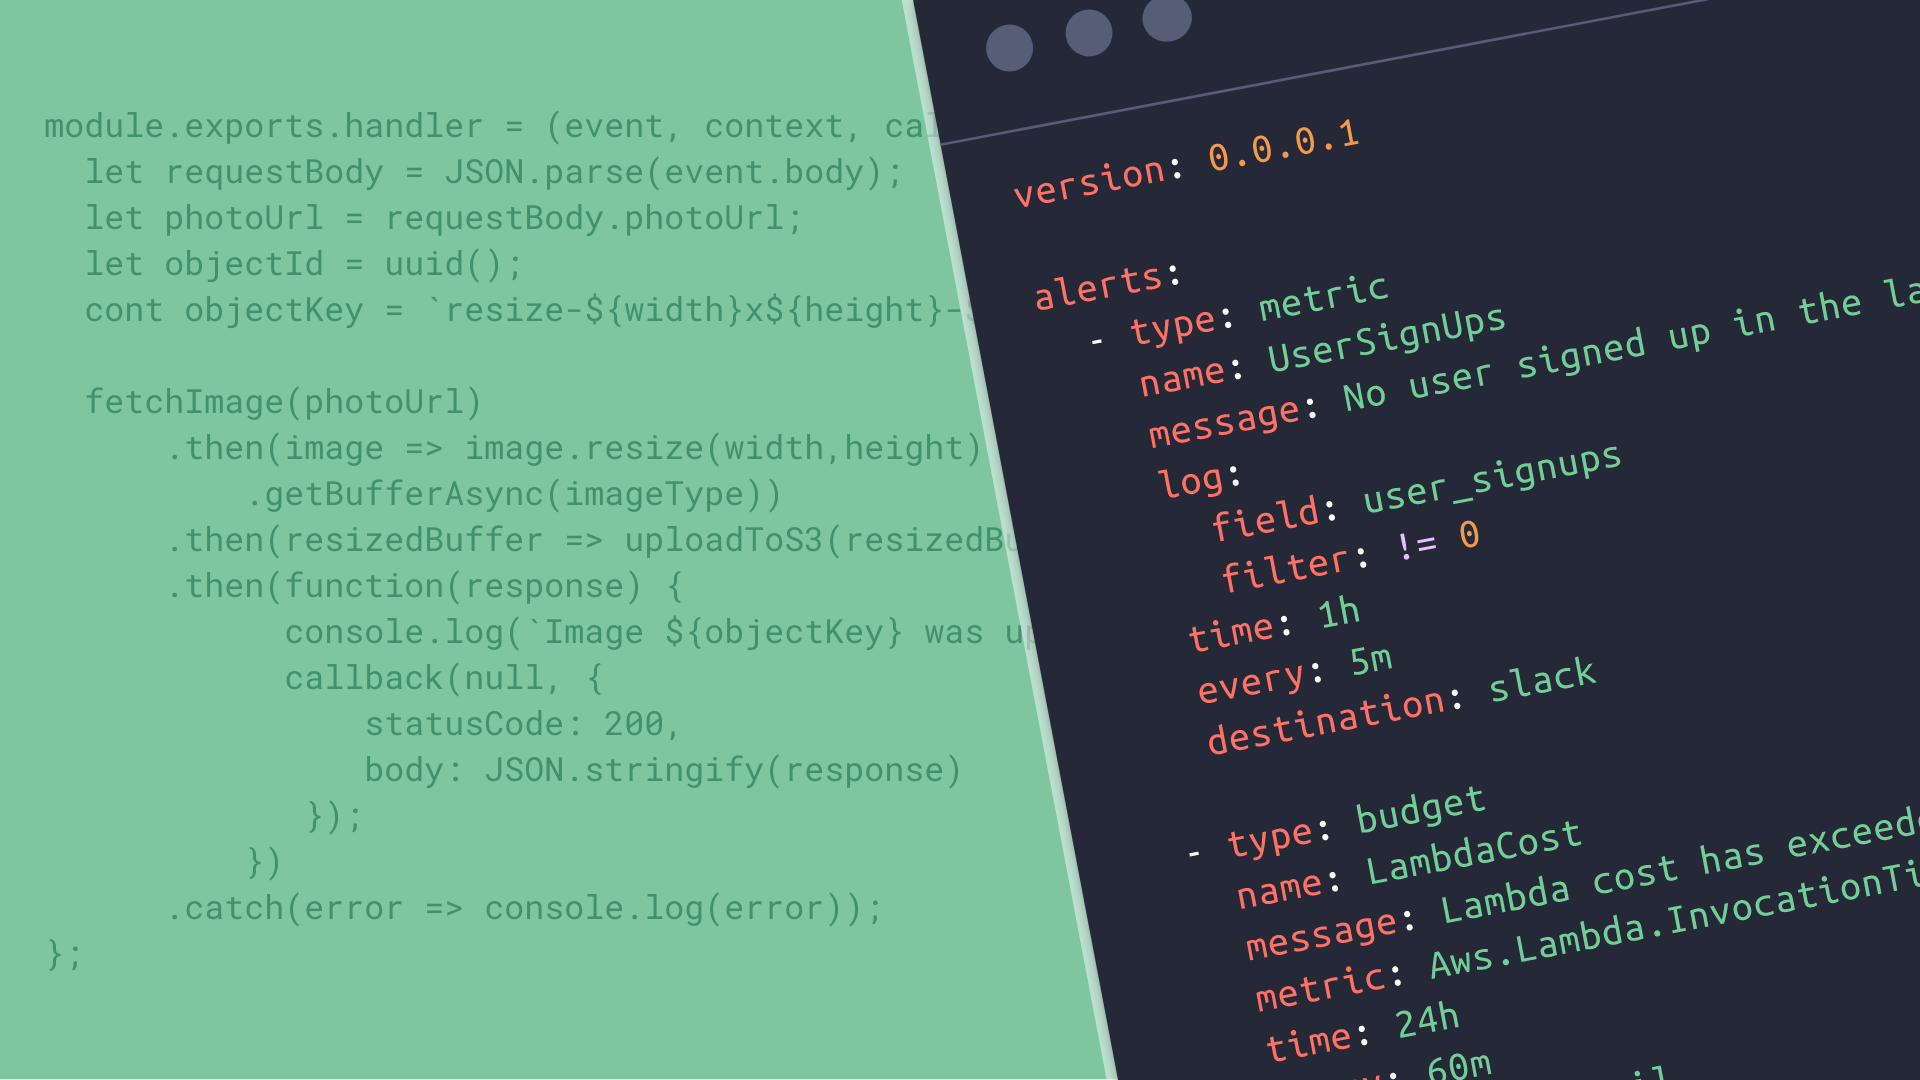 module.exports.handler = (event, context, cal
let requestBody = JSON.parse(event.body);
let photoUrl = requestBody.photoUrl;
let objectId = uuid();
cont objectKey = `resize-${width}x${height}-
fetchImage(photoUrl)
.then(image => image.resize(width,height)
.getBufferAsync(imageType))
.then(resizedBuffer => uploadToS3(resizedBu
.then(function(response) {
console.log(`Image ${objectKey} was up
callback(null, {
statusCode: 200,
body: JSON.stringify(response)
});
})
.catch(error => console.log(error));
};
version: 0.0.0.1
alerts:
- type: metric
name: UserSignUps
message: No user signed up in the la
log:
field: user_signups
filter: != 0
time: 1h
every: 5m
destination: slack
- type: budget
name: LambdaCost
message: Lambda cost has exceede
metric: Aws.Lambda.InvocationTi
time: 24h
60m